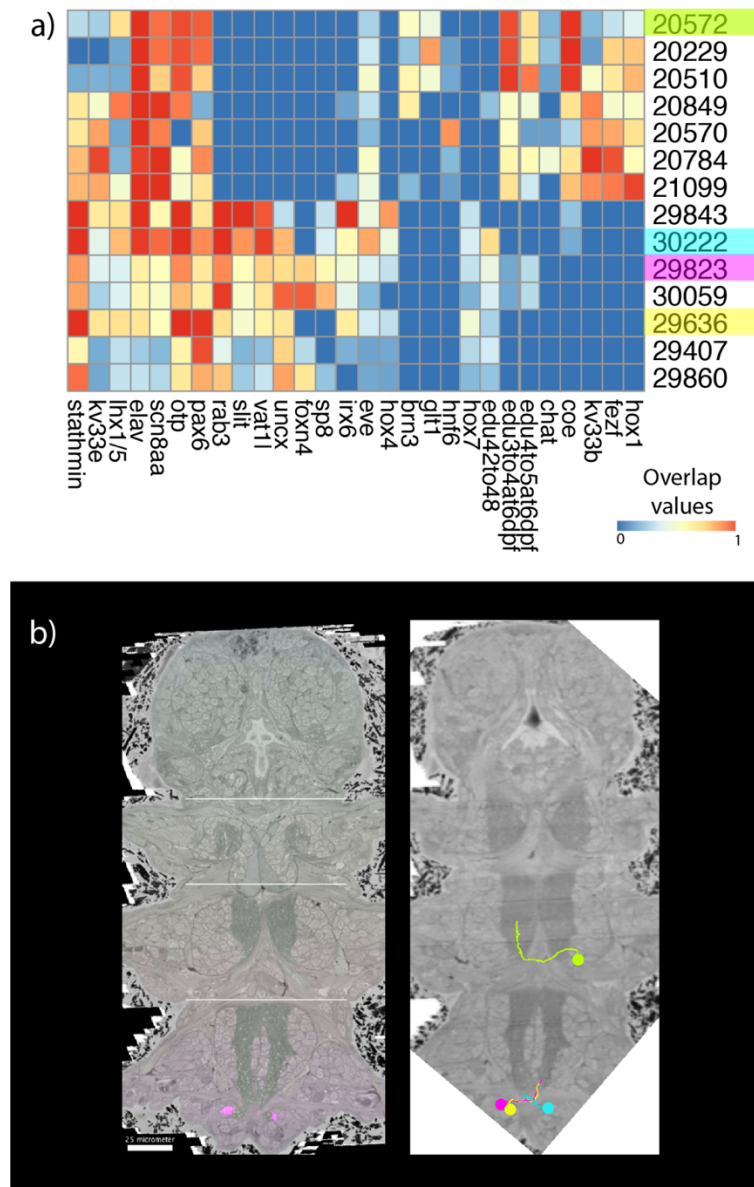 a)
20572
20229
20510
20849
20570
20784
21099
29843
30222
29823
30059
29636
29407
29860
stathmin
kv33e
lhx1/5
elav
scn8aa
otp
pax6
rab3
slit
vat1l
uncx
foxn4
sp8
irx6
eve
hox4
brn3
glt1
hnf6
hox7
edu42to48
edu3to4at6dpf
edu4to5at6dpf
chat
coe
kv33b
fezf
hox1
Overlap
values
0 1
b)
25 micrometer